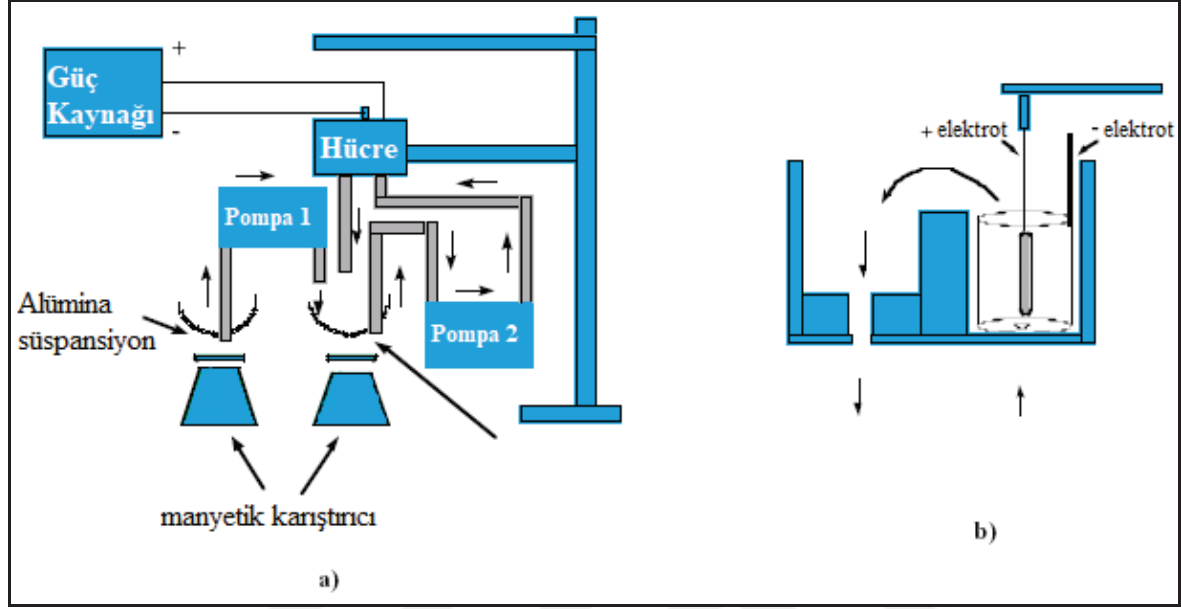 +
Güç
Kaynağı
-
Hücre
Pompa 1
Alümina
süspansiyon
Pompa 2
manyetik karıştırıcı
a)
+ elektrot
- elektrot
b)